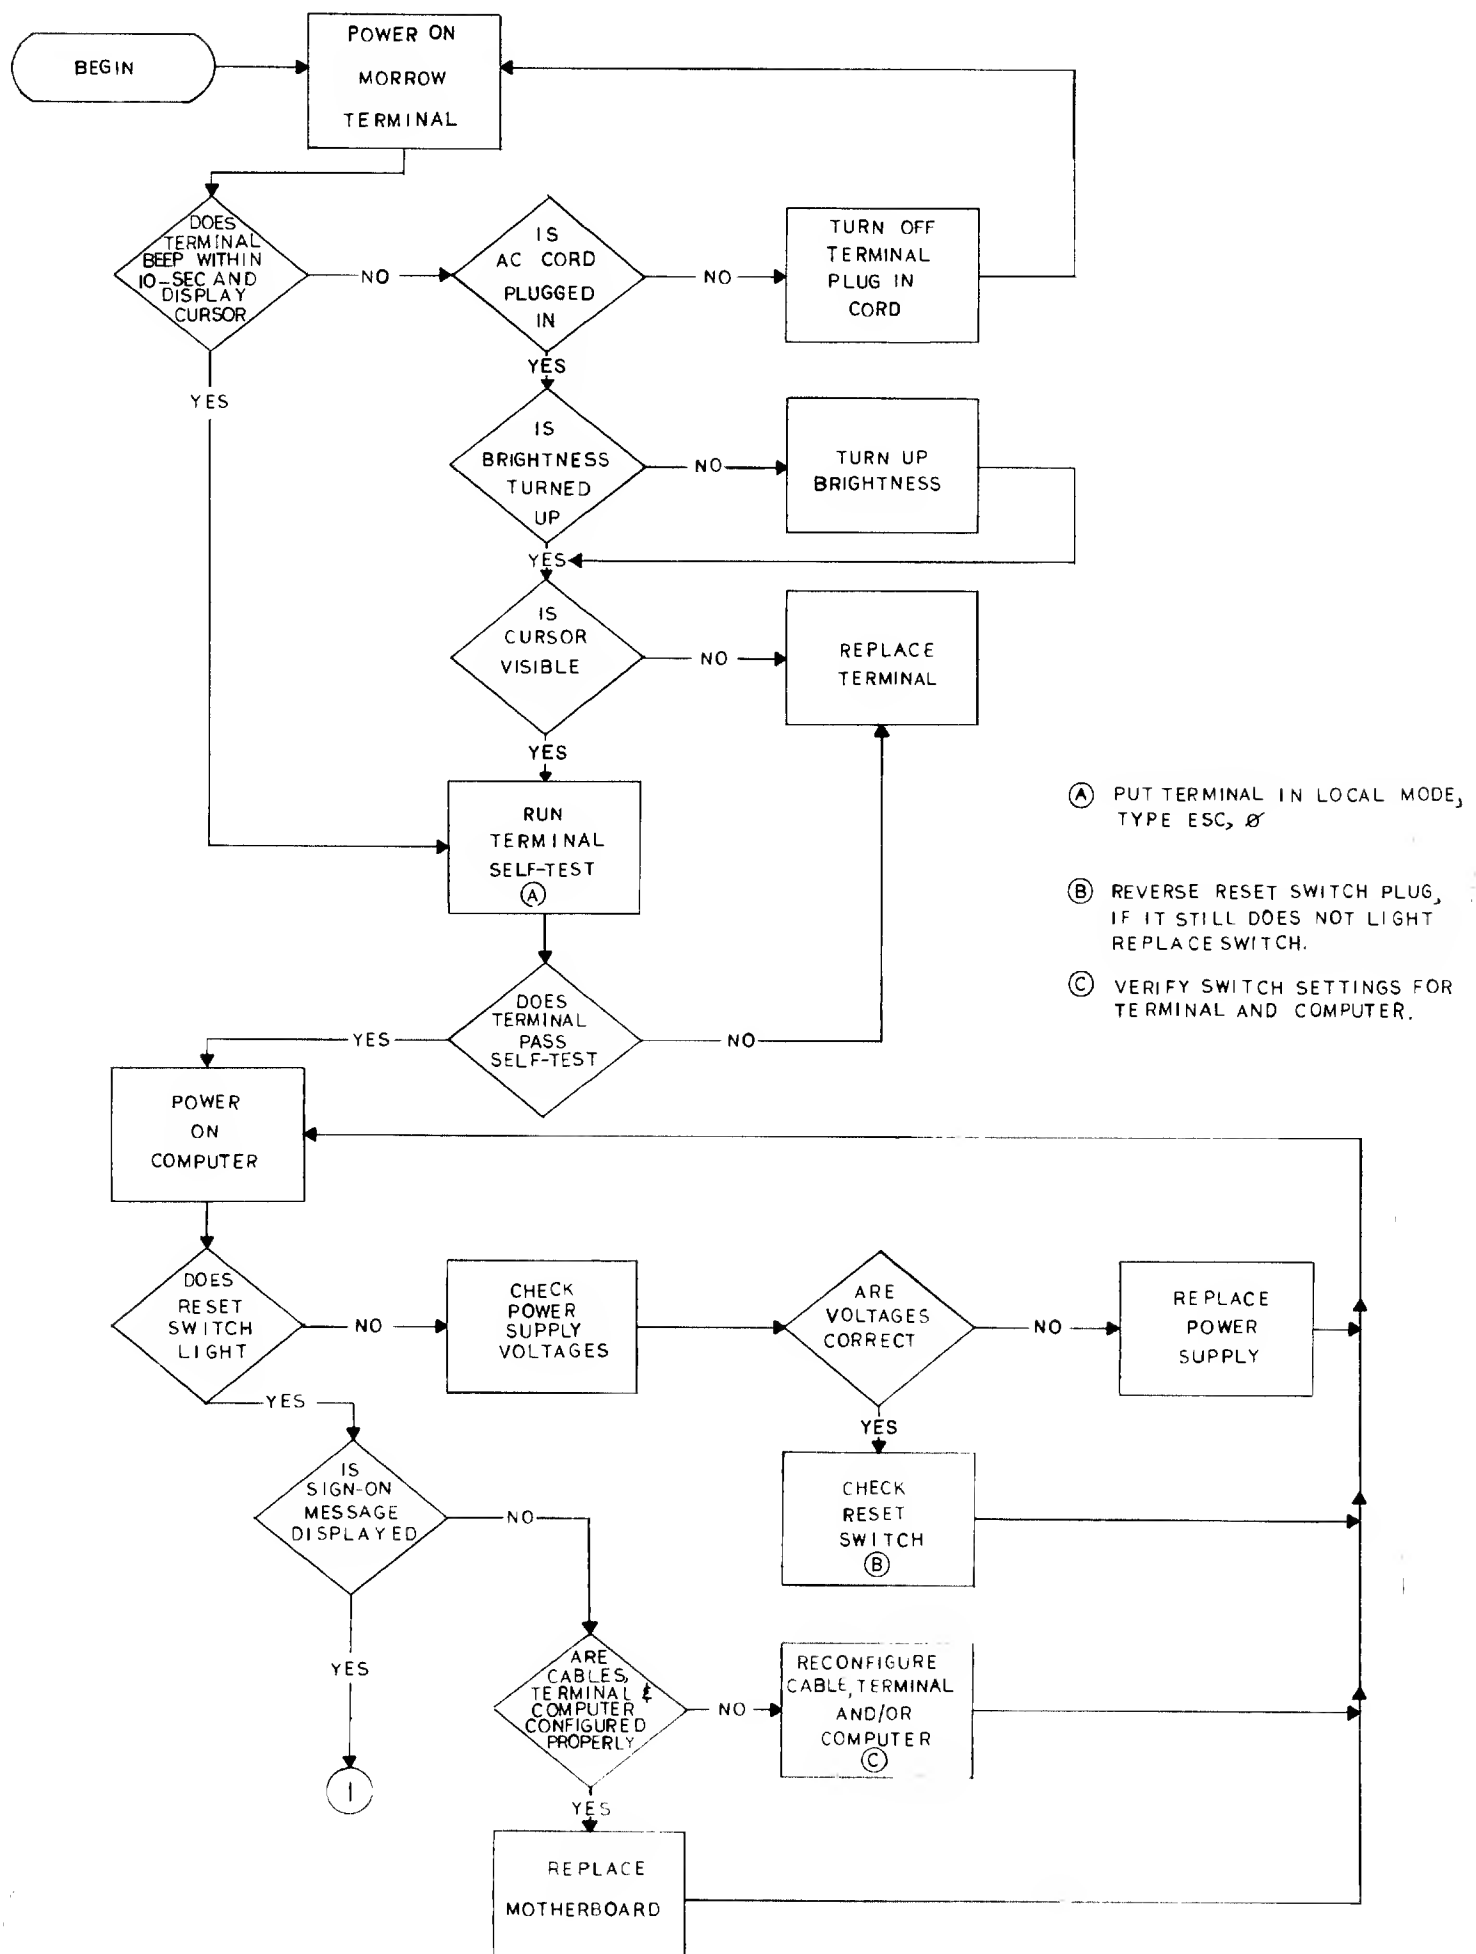 BEGIN
POWER ON
MORROW
TERMINAL
DOES
TERMINAL
BEEP WITHIN
10-SEC AND
DISPLAY
CURSOR
NO
IS
AC CORD
PLUGGED
IN
NO
TURN OFF
TERMINAL
PLUG IN
CORD
YES
YES
IS
BRIGHTNESS
TURNED
UP
NO
TURN UP
BRIGHTNESS
YES
IS
CURSOR
VISIBLE
NO
REPLACE
TERMINAL
YES
RUN
TERMINAL
SELF-TEST
A
A PUT TERMINAL IN LOCAL MODE,
TYPE ESC, Ø
B REVERSE RESET SWITCH PLUG,
IF IT STILL DOES NOT LIGHT
REPLACE SWITCH.
C VERIFY SWITCH SETTINGS FOR
TERMINAL AND COMPUTER.
DOES
TERMINAL
PASS
SELF-TEST
YES
NO
POWER
ON
COMPUTER
DOES
RESET
SWITCH
LIGHT
NO
CHECK
POWER
SUPPLY
VOLTAGES
ARE
VOLTAGES
CORRECT
NO
REPLACE
POWER
SUPPLY
YES
YES
IS
SIGN-ON
MESSAGE
DISPLAYED
NO
CHECK
RESET
SWITCH
B
YES
ARE
CABLES,
TERMINAL &
COMPUTER
CONFIGURED
PROPERLY
NO
RECONFIGURE
CABLE, TERMINAL
AND/OR
COMPUTER
C
1
YES
REPLACE
MOTHERBOARD